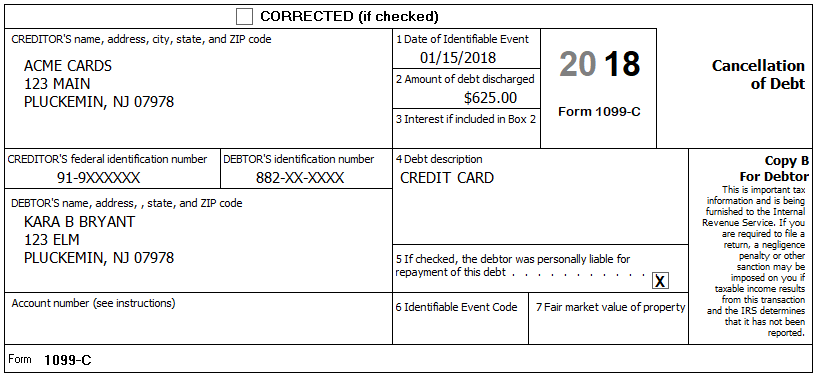 CORRECTED (if checked)
CREDITOR'S name, address, city, state, and ZIP code
ACME CARDS
123 MAIN
PLUCKEMIN, NJ 07978
1 Date of Identifiable Event
01/15/2018
2 Amount of debt discharged
$625.00
3 Interest if included in Box 2
2018
Form 1099-C
Cancellation
of Debt
CREDITOR'S federal identification number
91-9XXXXXX
DEBTOR'S identification number
882-XX-XXXX
DEBTOR'S name, address, , state, and ZIP code
KARA B BRYANT
123 ELM
PLUCKEMIN, NJ 07978
Account number (see instructions)
4 Debt description
CREDIT CARD
5 If checked, the debtor was personally liable for
repayment of this debt . . . . . . . . . . . X
6 Identifiable Event Code
7 Fair market value of property
Copy B
For Debtor
This is important tax
information and is being
furnished to the Internal
Revenue Service. If you
are required to file a
return, a negligence
penalty or other
sanction may be
imposed on you if
taxable income results
from this transaction
and the IRS determines
that it has not been
reported.
Form 1099-C